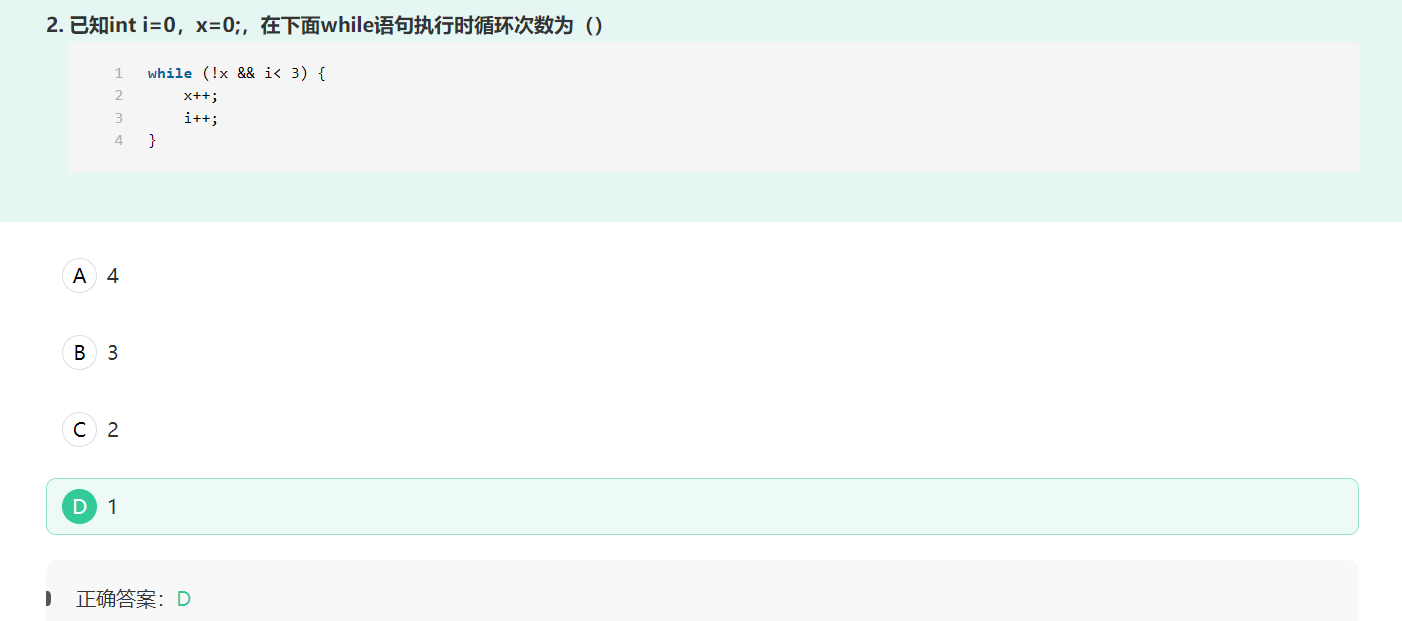 2. 已知int i=0，x=0;，在下面while语句执行时循环次数为（）
1 while (!x && i< 3) {
2 x++;
3 i++;
4 }
A 4
B 3
C 2
D 1
正确答案：D